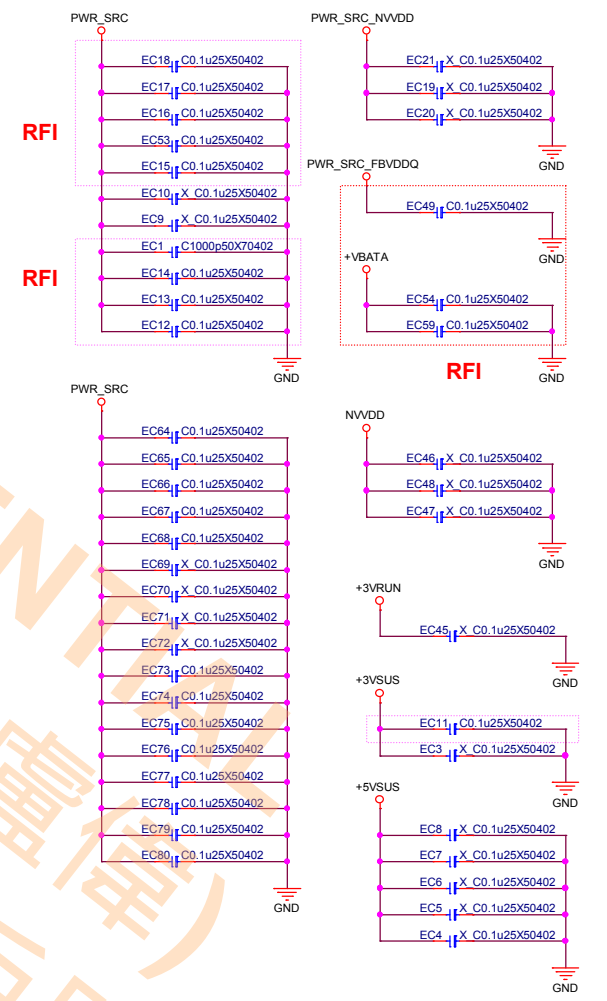 PWR_SRC
EC18 C0.1u25X50402
EC17 C0.1u25X50402
EC16 C0.1u25X50402
EC53 C0.1u25X50402
EC15 C0.1u25X50402
EC10 X_C0.1u25X50402
EC9 X_C0.1u25X50402
EC1 C1000p50X70402
EC14 C0.1u25X50402
EC13 C0.1u25X50402
EC12 C0.1u25X50402
RFI
RFI
GND
PWR_SRC
EC64 C0.1u25X50402
EC65 C0.1u25X50402
EC66 C0.1u25X50402
EC67 C0.1u25X50402
EC68 C0.1u25X50402
EC69 X_C0.1u25X50402
EC70 X_C0.1u25X50402
EC71 X_C0.1u25X50402
EC72 X_C0.1u25X50402
EC73 C0.1u25X50402
EC74 C0.1u25X50402
EC75 C0.1u25X50402
EC76 C0.1u25X50402
EC77 C0.1u25X50402
EC78 C0.1u25X50402
EC79 C0.1u25X50402
EC80 C0.1u25X50402
GND
PWR_SRC_NVVDD
EC21 X_C0.1u25X50402
EC19 X_C0.1u25X50402
EC20 X_C0.1u25X50402
GND
PWR_SRC_FBVDDQ
EC49 C0.1u25X50402
GND
+VBATA
EC54 C0.1u25X50402
EC59 C0.1u25X50402
RFI
GND
NVVDD
EC46 X_C0.1u25X50402
EC48 X_C0.1u25X50402
EC47 X_C0.1u25X50402
GND
+3VRUN
EC45 X_C0.1u25X50402
GND
+3VSUS
EC11 C0.1u25X50402
EC3 X_C0.1u25X50402
GND
+5VSUS
EC8 X_C0.1u25X50402
EC7 X_C0.1u25X50402
EC6 X_C0.1u25X50402
EC5 X_C0.1u25X50402
EC4 X_C0.1u25X50402
GND
ENTIAL
盧偉)